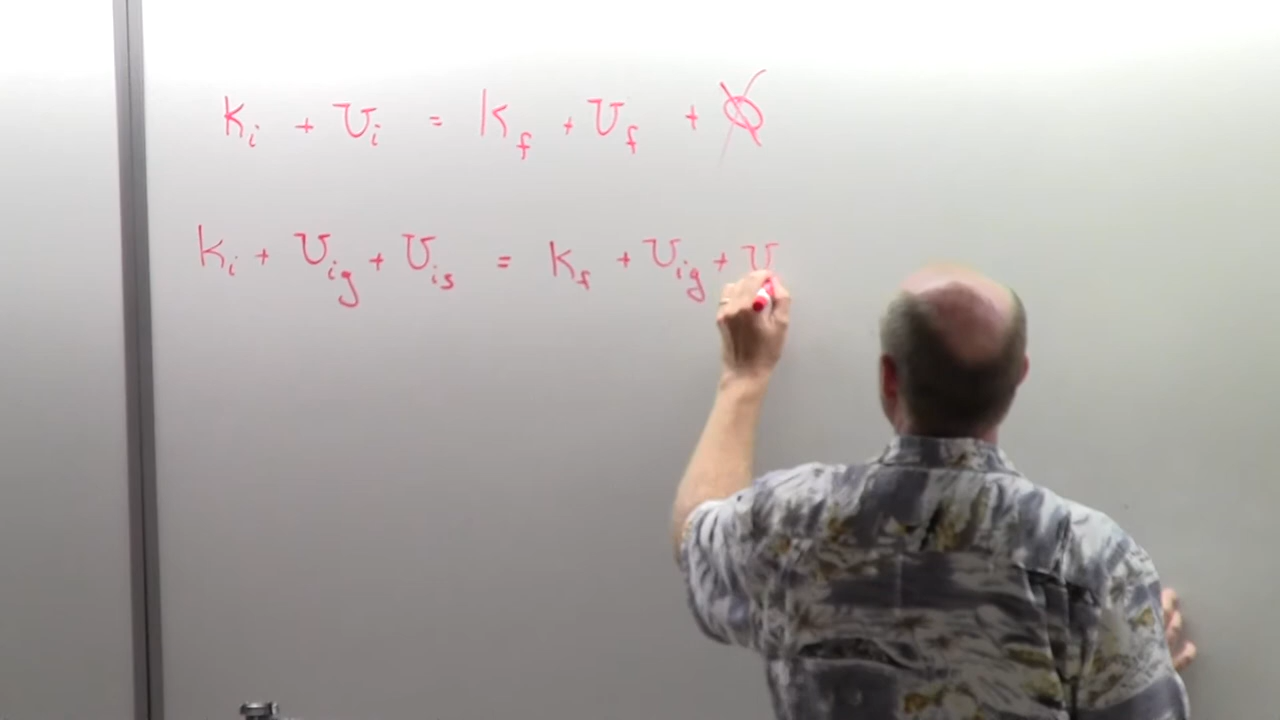 Ki + Ui = Kf + Uf + Q
Ki + Uig + Uis = Kf + Uig + U